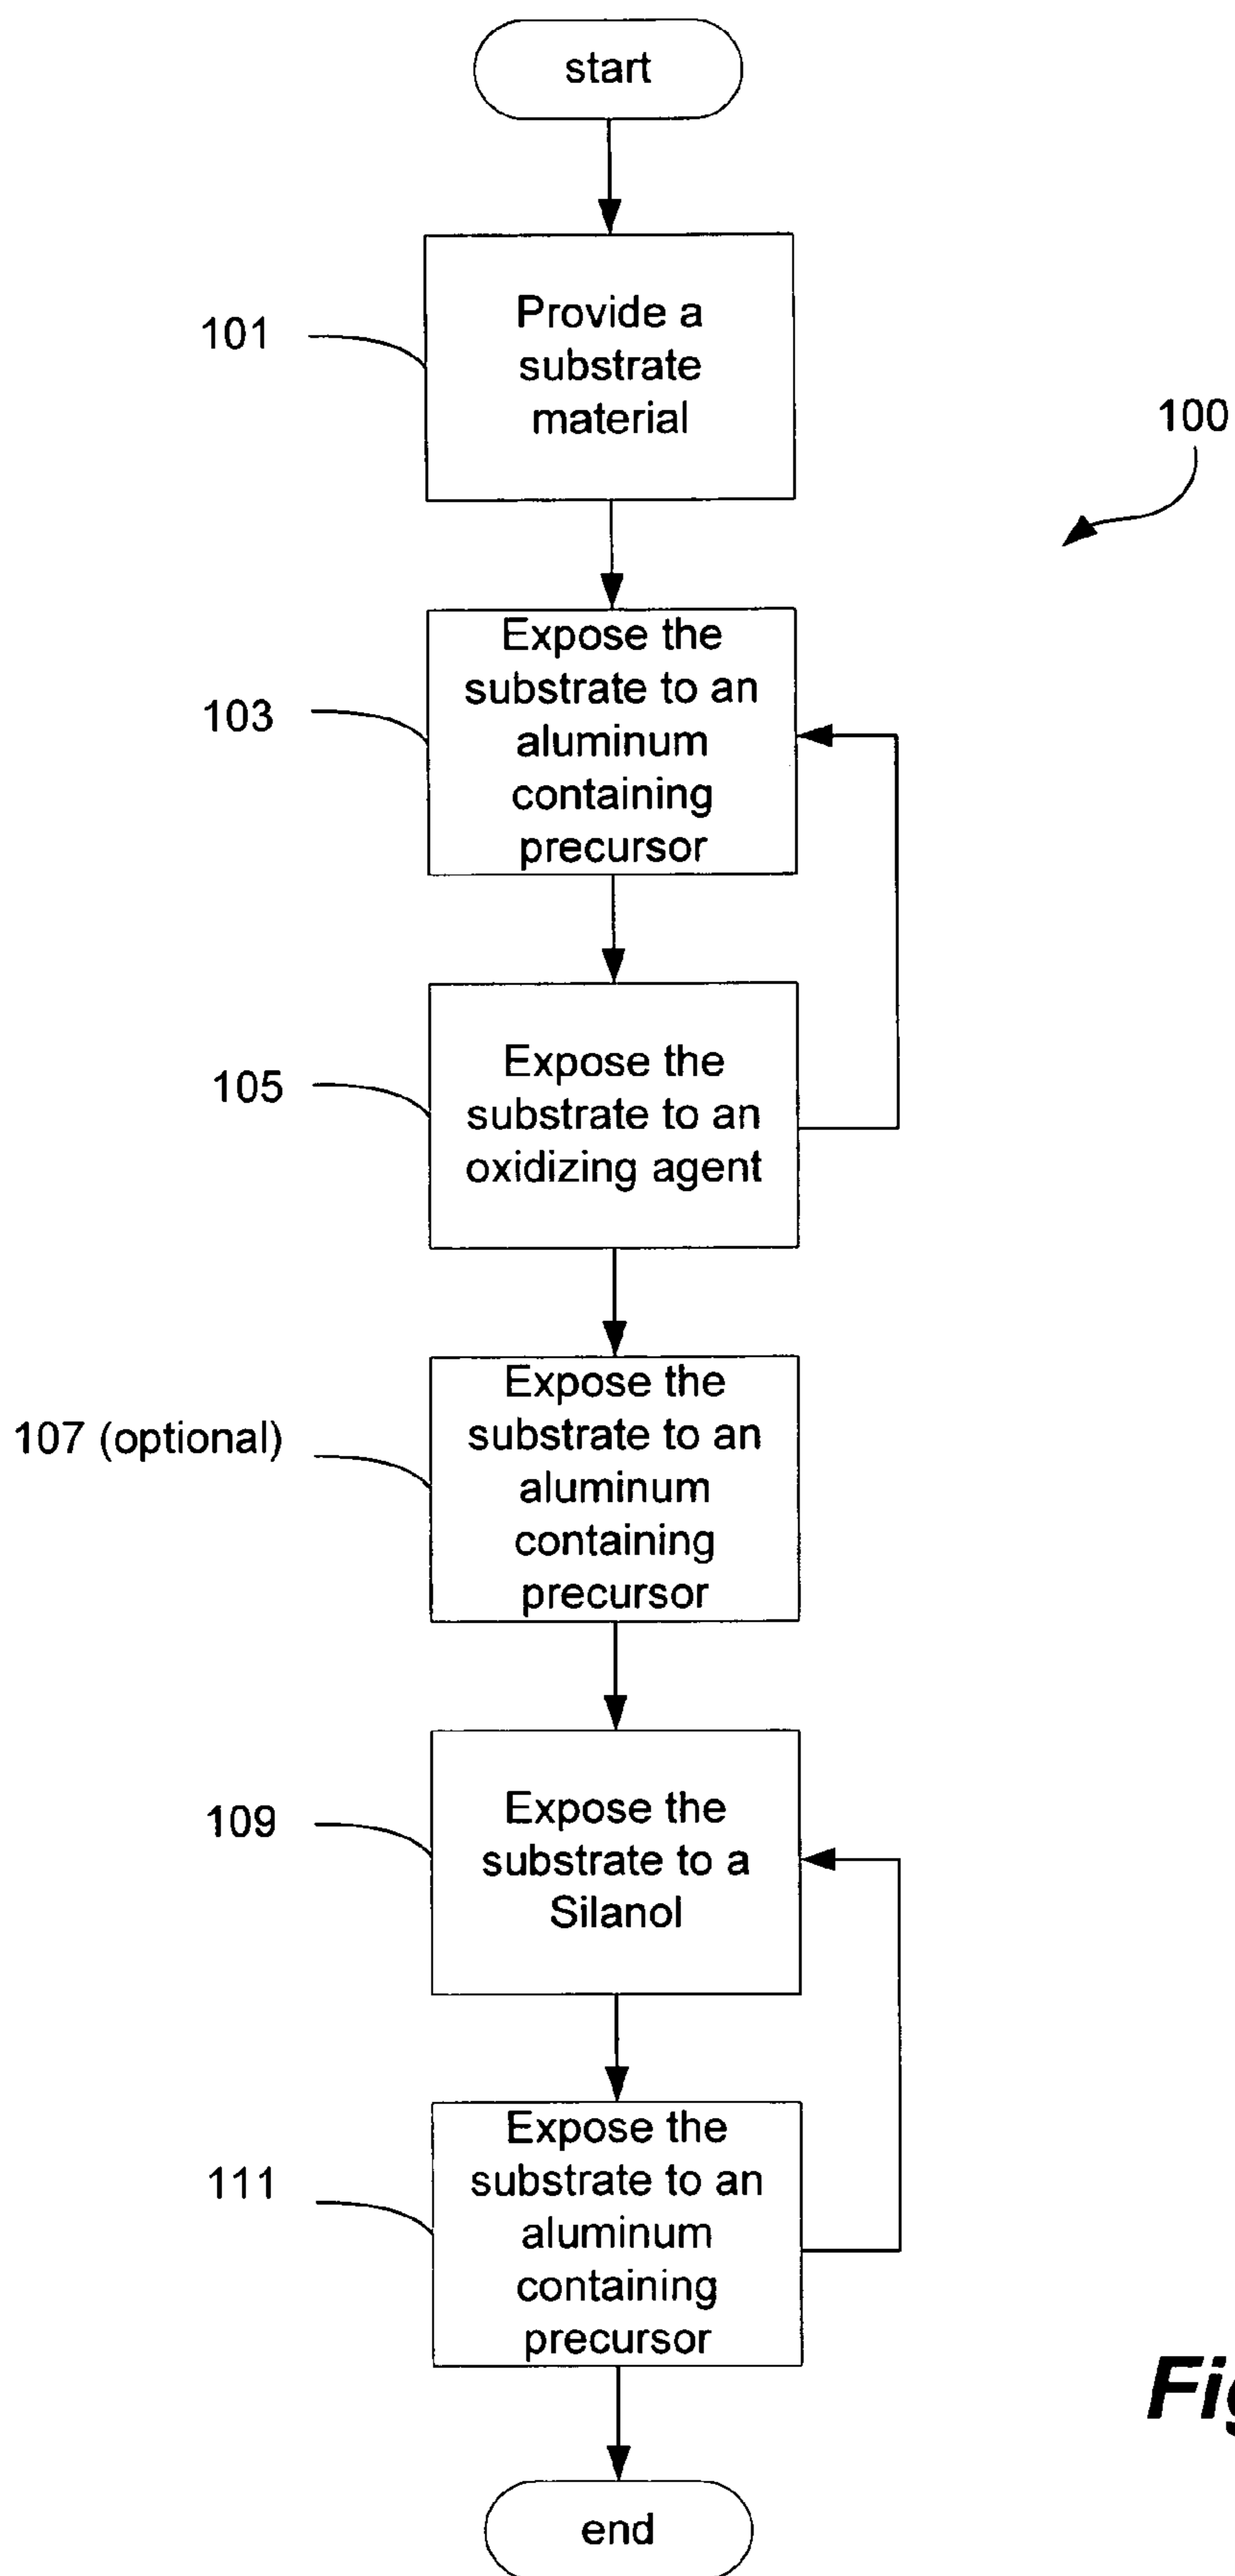 start
Provide a
substrate
material
101
100
Expose the
substrate to an
aluminum
containing
precursor
103
Expose the
substrate to an
oxidizing agent
105
Expose the
substrate to an
aluminum
containing
precursor
107 (optional)
Expose the
substrate to a
Silanol
109
Expose the
substrate to an
aluminum
containing
precursor
111
end